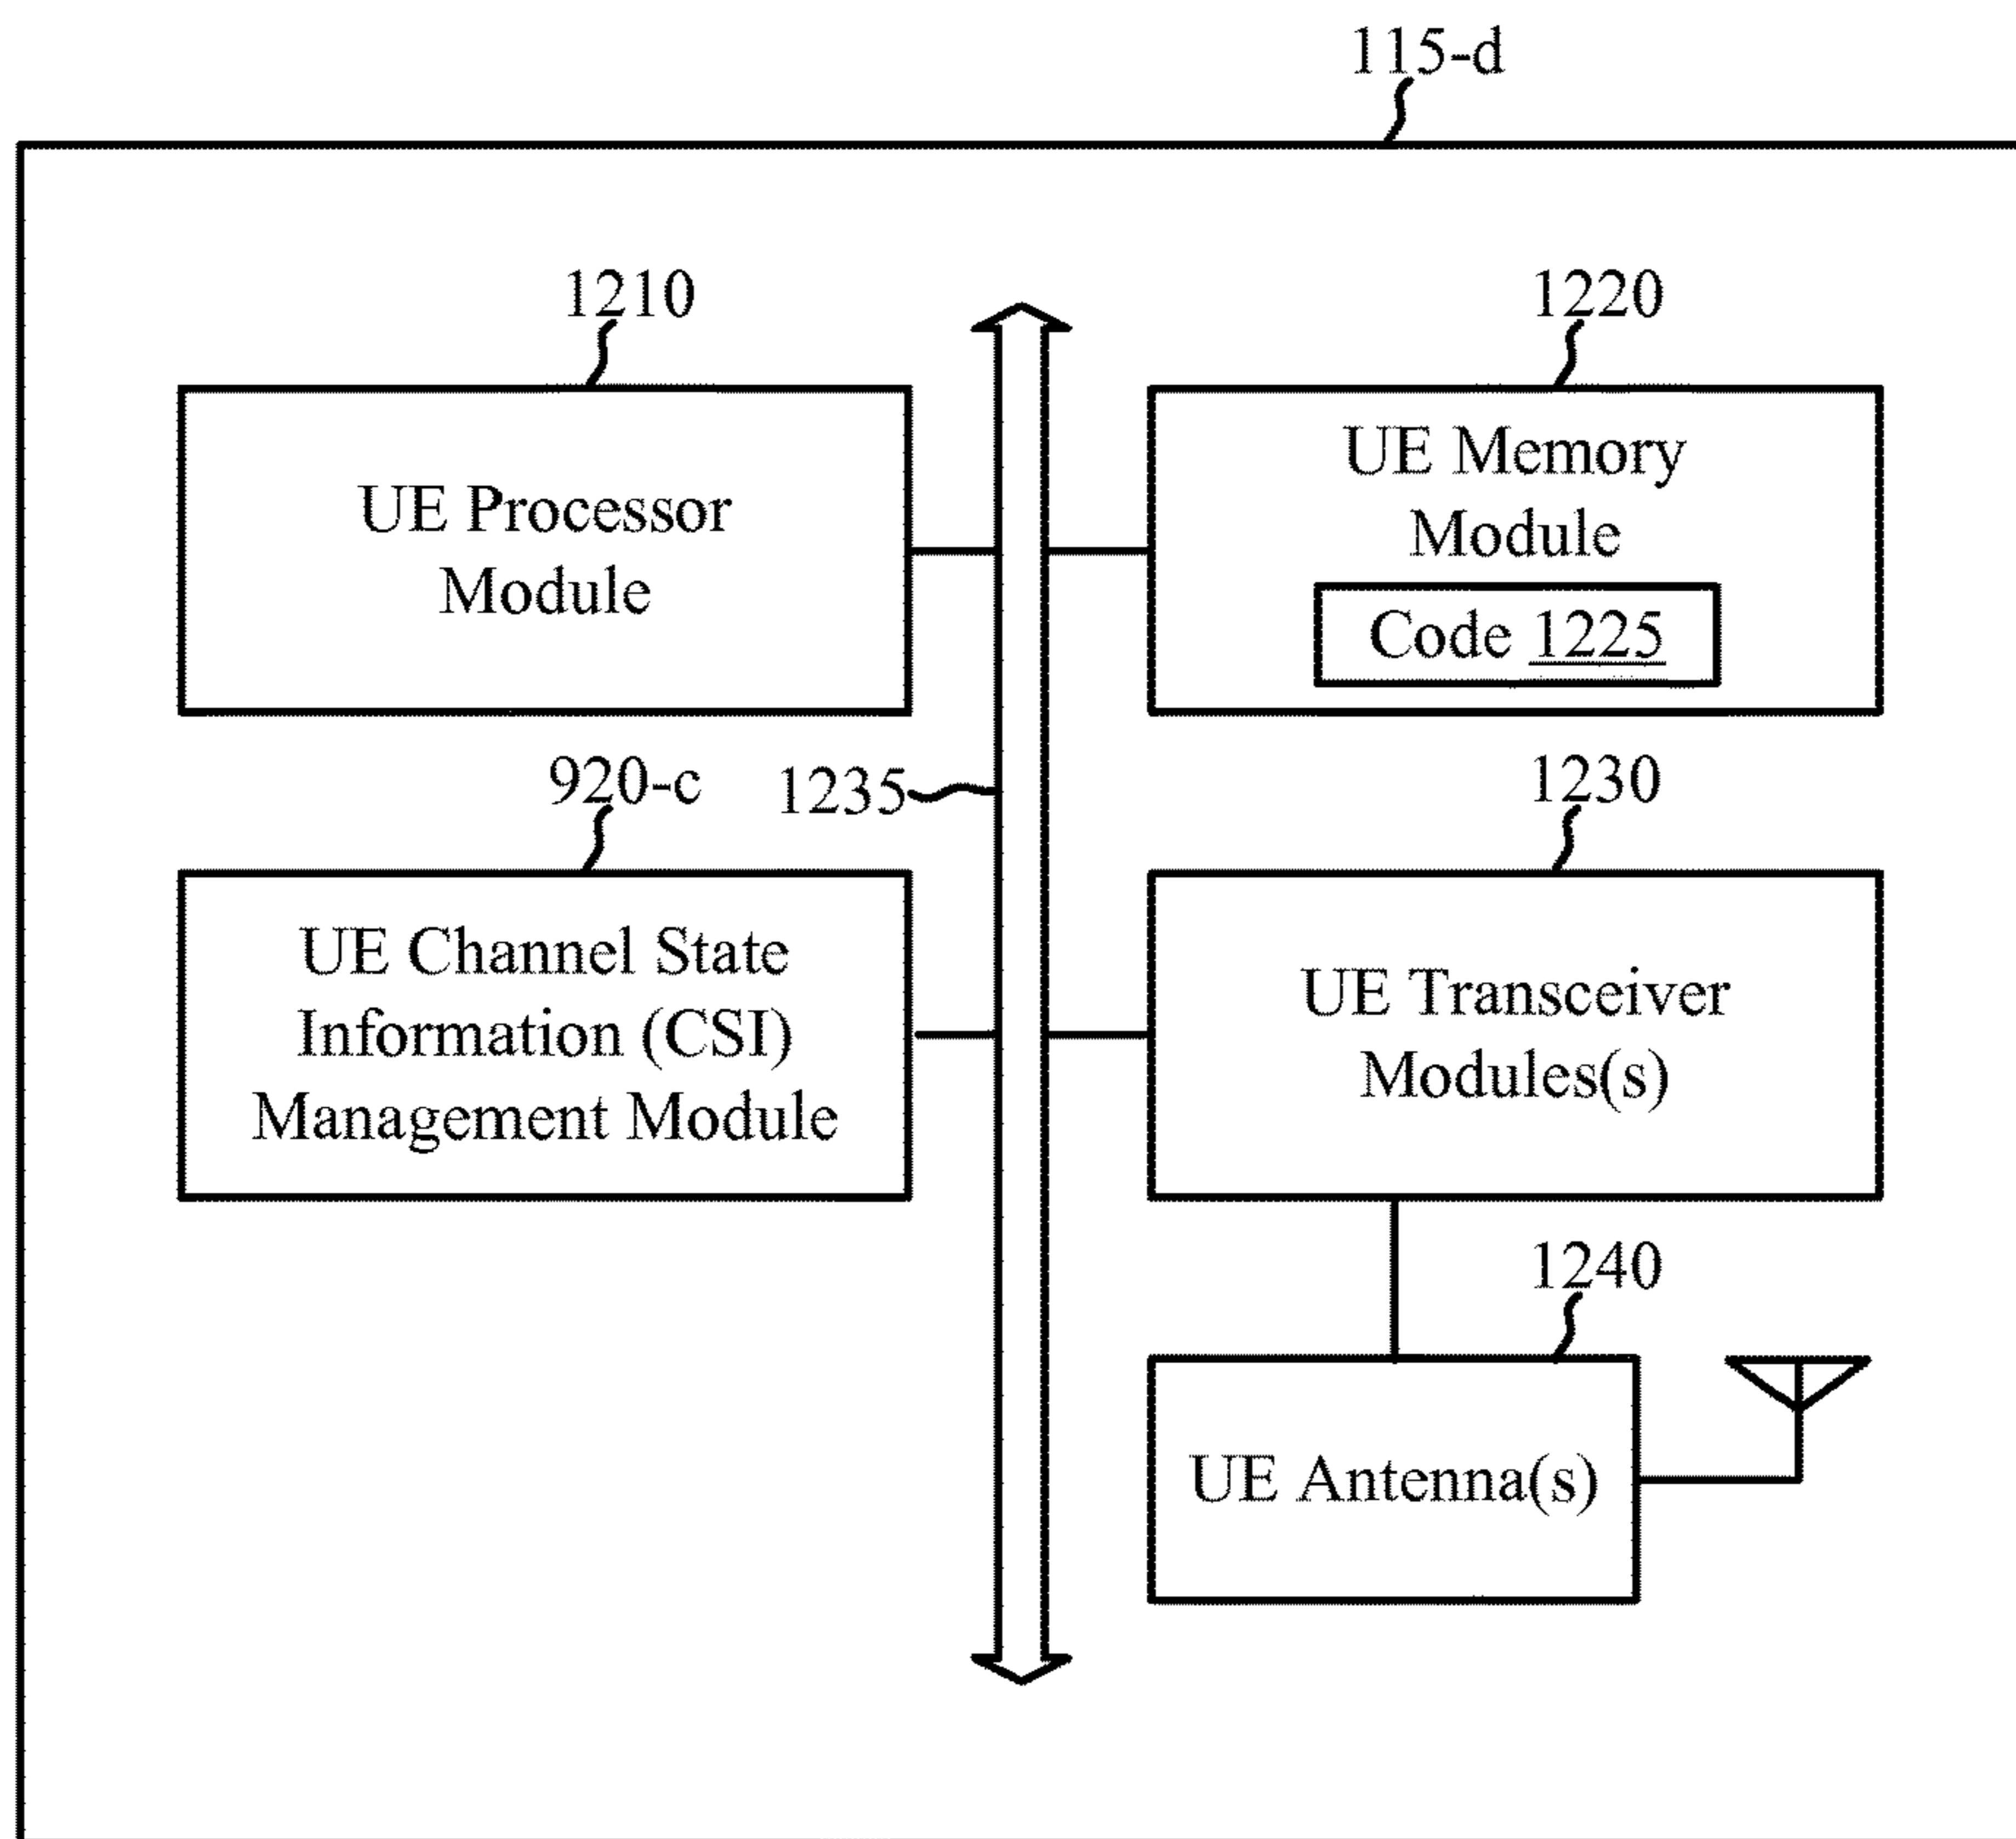 115-d
1210
1220
UE Processor
Module
UE Memory
Module
Code 1225
920-c
1235
1230
UE Channel State
Information (CSI)
Management Module
UE Transceiver
Modules(s)
1240
UE Antenna(s)